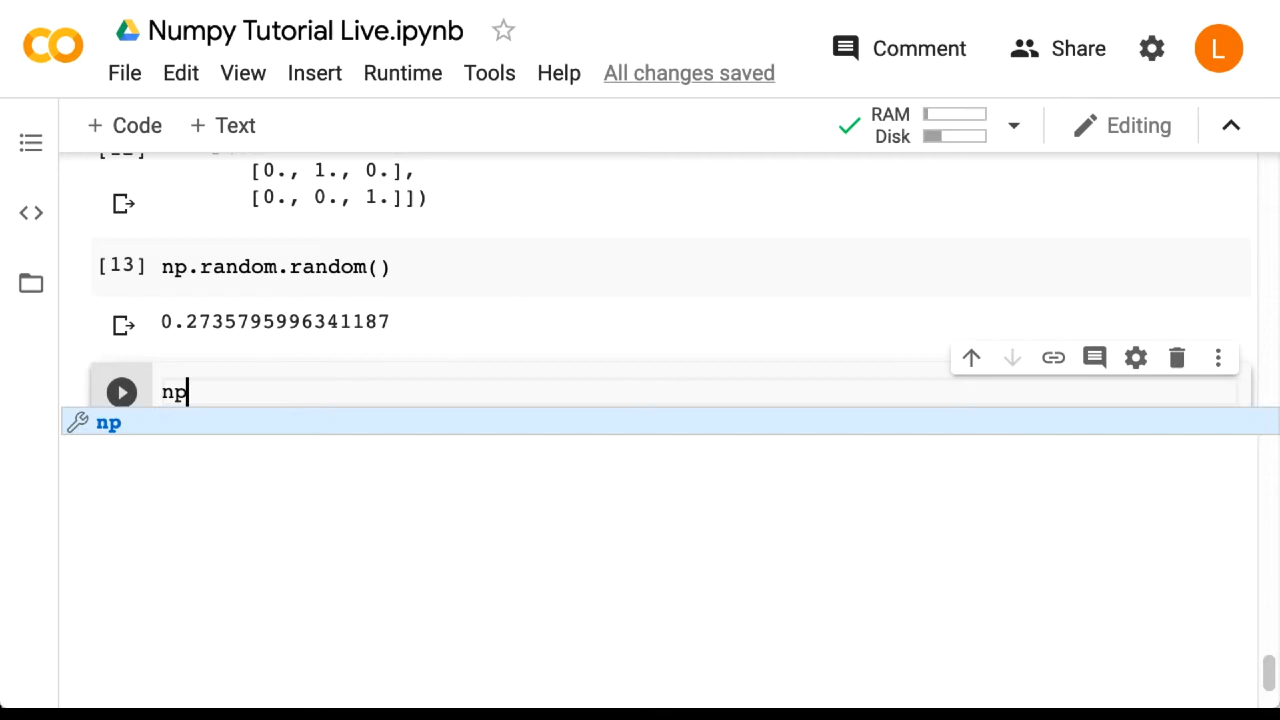 Numpy Tutorial Live.ipynb
Comment
Share
L
File Edit View Insert Runtime Tools Help All changes saved
+ Code + Text
RAM
Disk
Editing
[0., 1., 0.],
[0., 0., 1.]])
[13] np.random.random()
0.2735795996341187
np
np